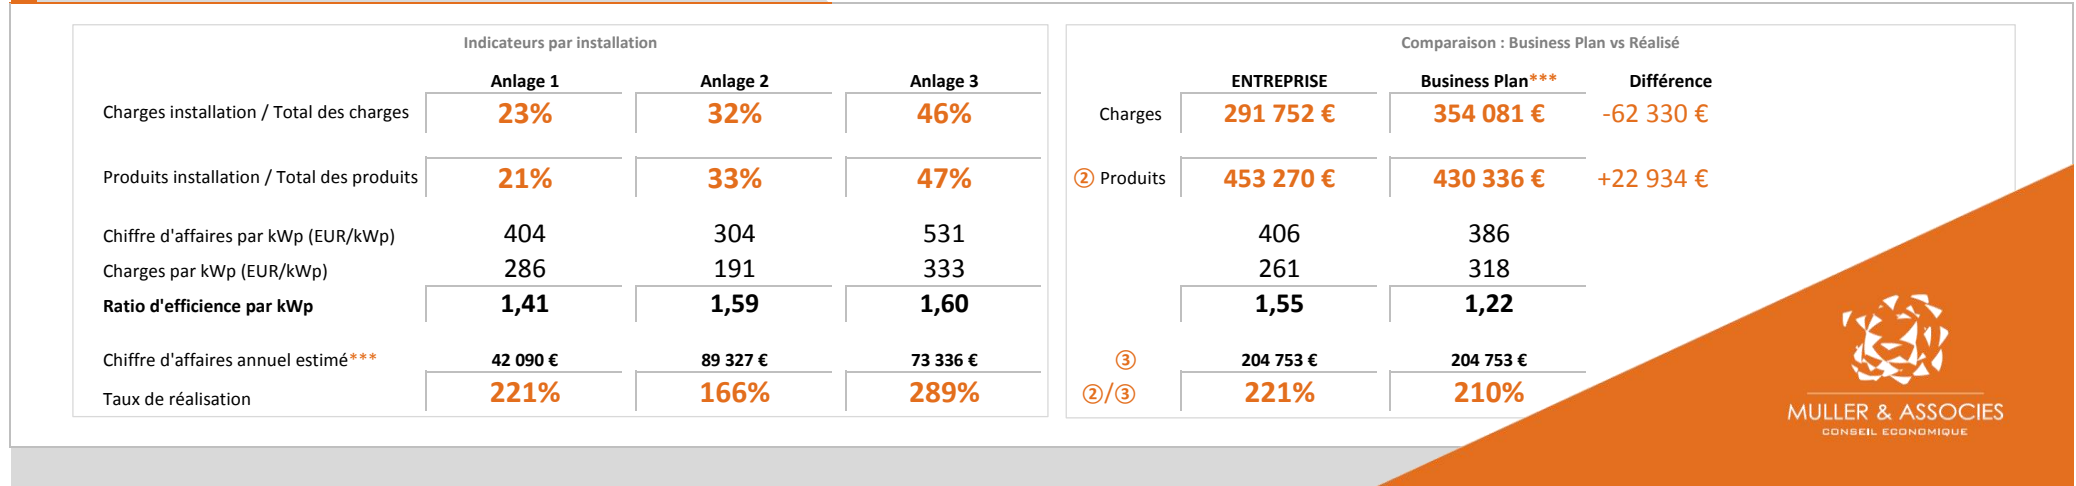 Indicateurs par installation
Anlage 1 Anlage 2 Anlage 3
Charges installation / Total des charges 23% 32% 46%
Produits installation / Total des produits 21% 33% 47%
Chiffre d'affaires par kWp (EUR/kWp) 404 304 531
Charges par kWp (EUR/kWp) 286 191 333
Ratio d'efficience par kWp 1,41 1,59 1,60
Chiffre d'affaires annuel estimé*** 42 090 € 89 327 € 73 336 €
Taux de réalisation 221% 166% 289%
Comparaison : Business Plan vs Réalisé
ENTREPRISE Business Plan*** Différence
Charges 291 752 € 354 081 € -62 330 €
② Produits 453 270 € 430 336 € +22 934 €
406 386
261 318
1,55 1,22
③ 204 753 € 204 753 €
②/③ 221% 210%
MULLER & ASSOCIES
CONSEIL ECONOMIQUE